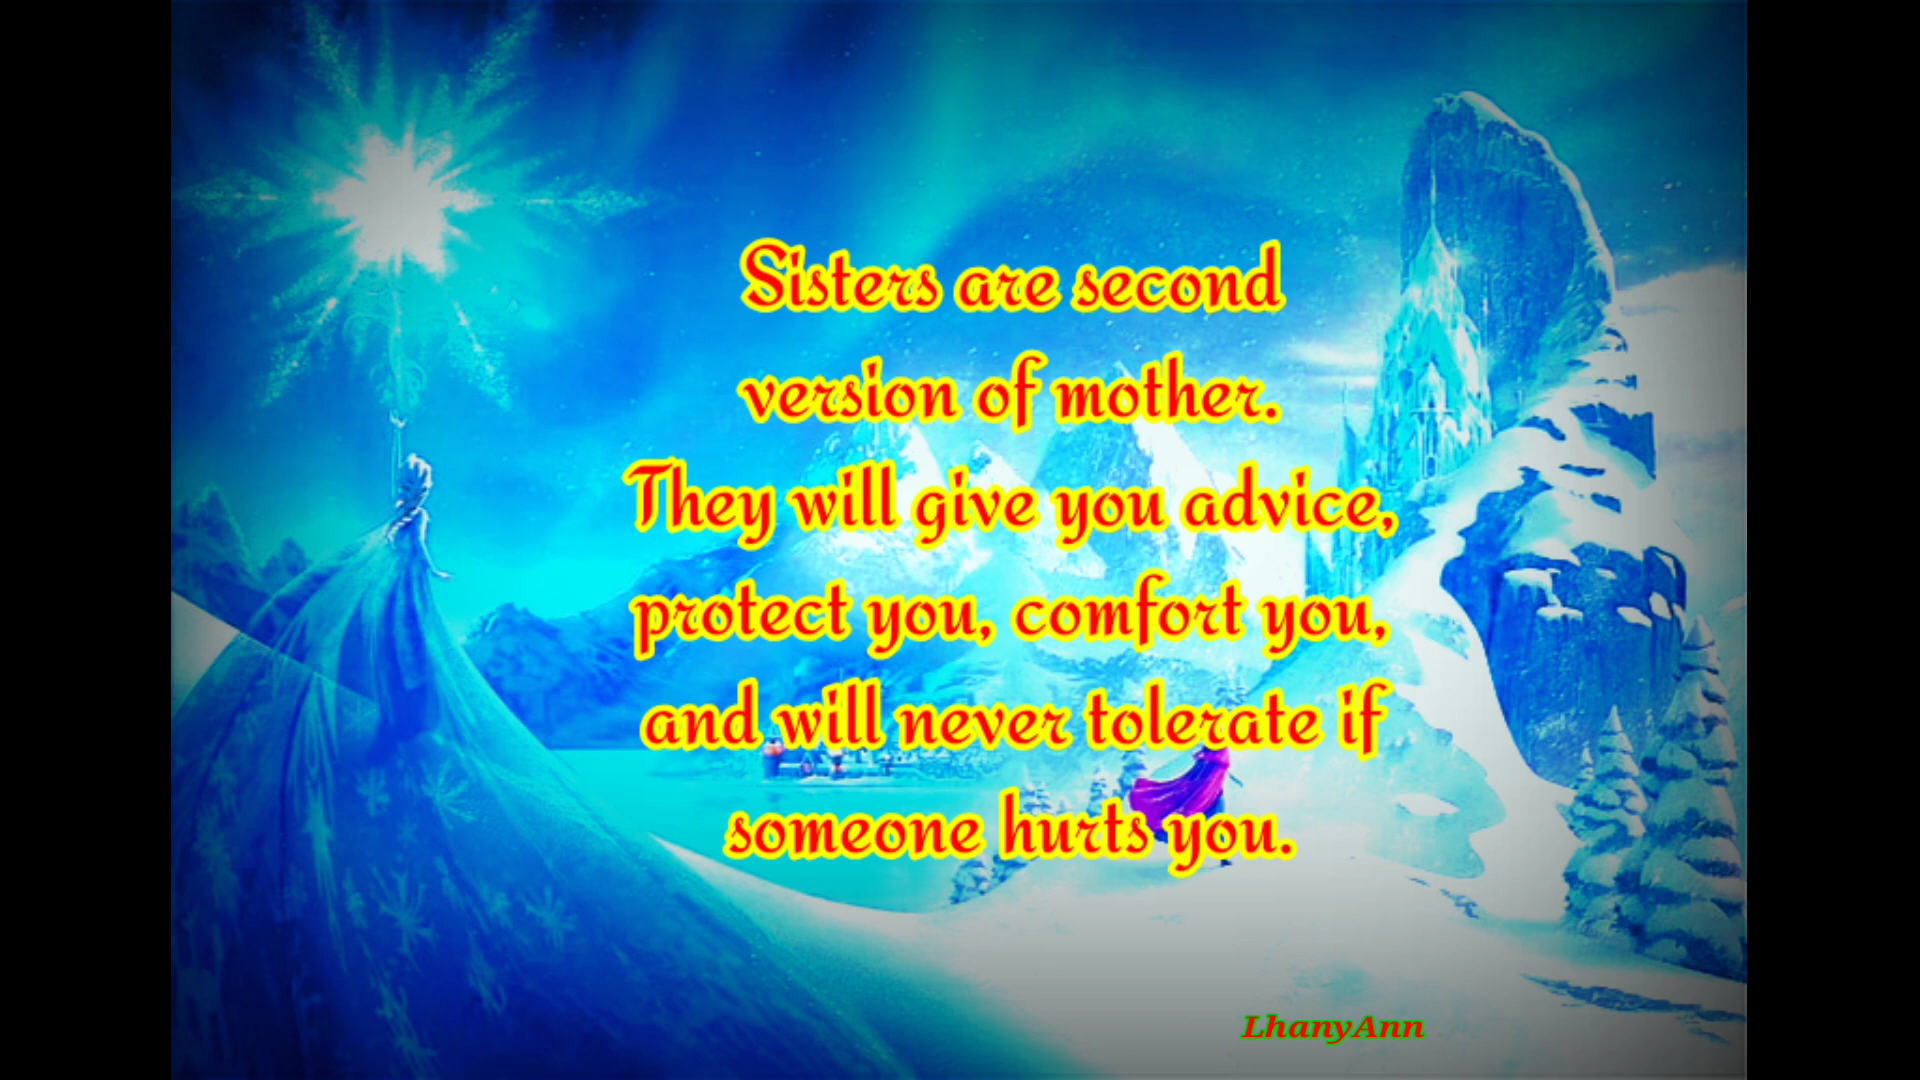 Sisters are second
version of mother.
They will give you advice,
protect you, comfort you,
and will never tolerate if
someone hurts you.
LhanyAnn